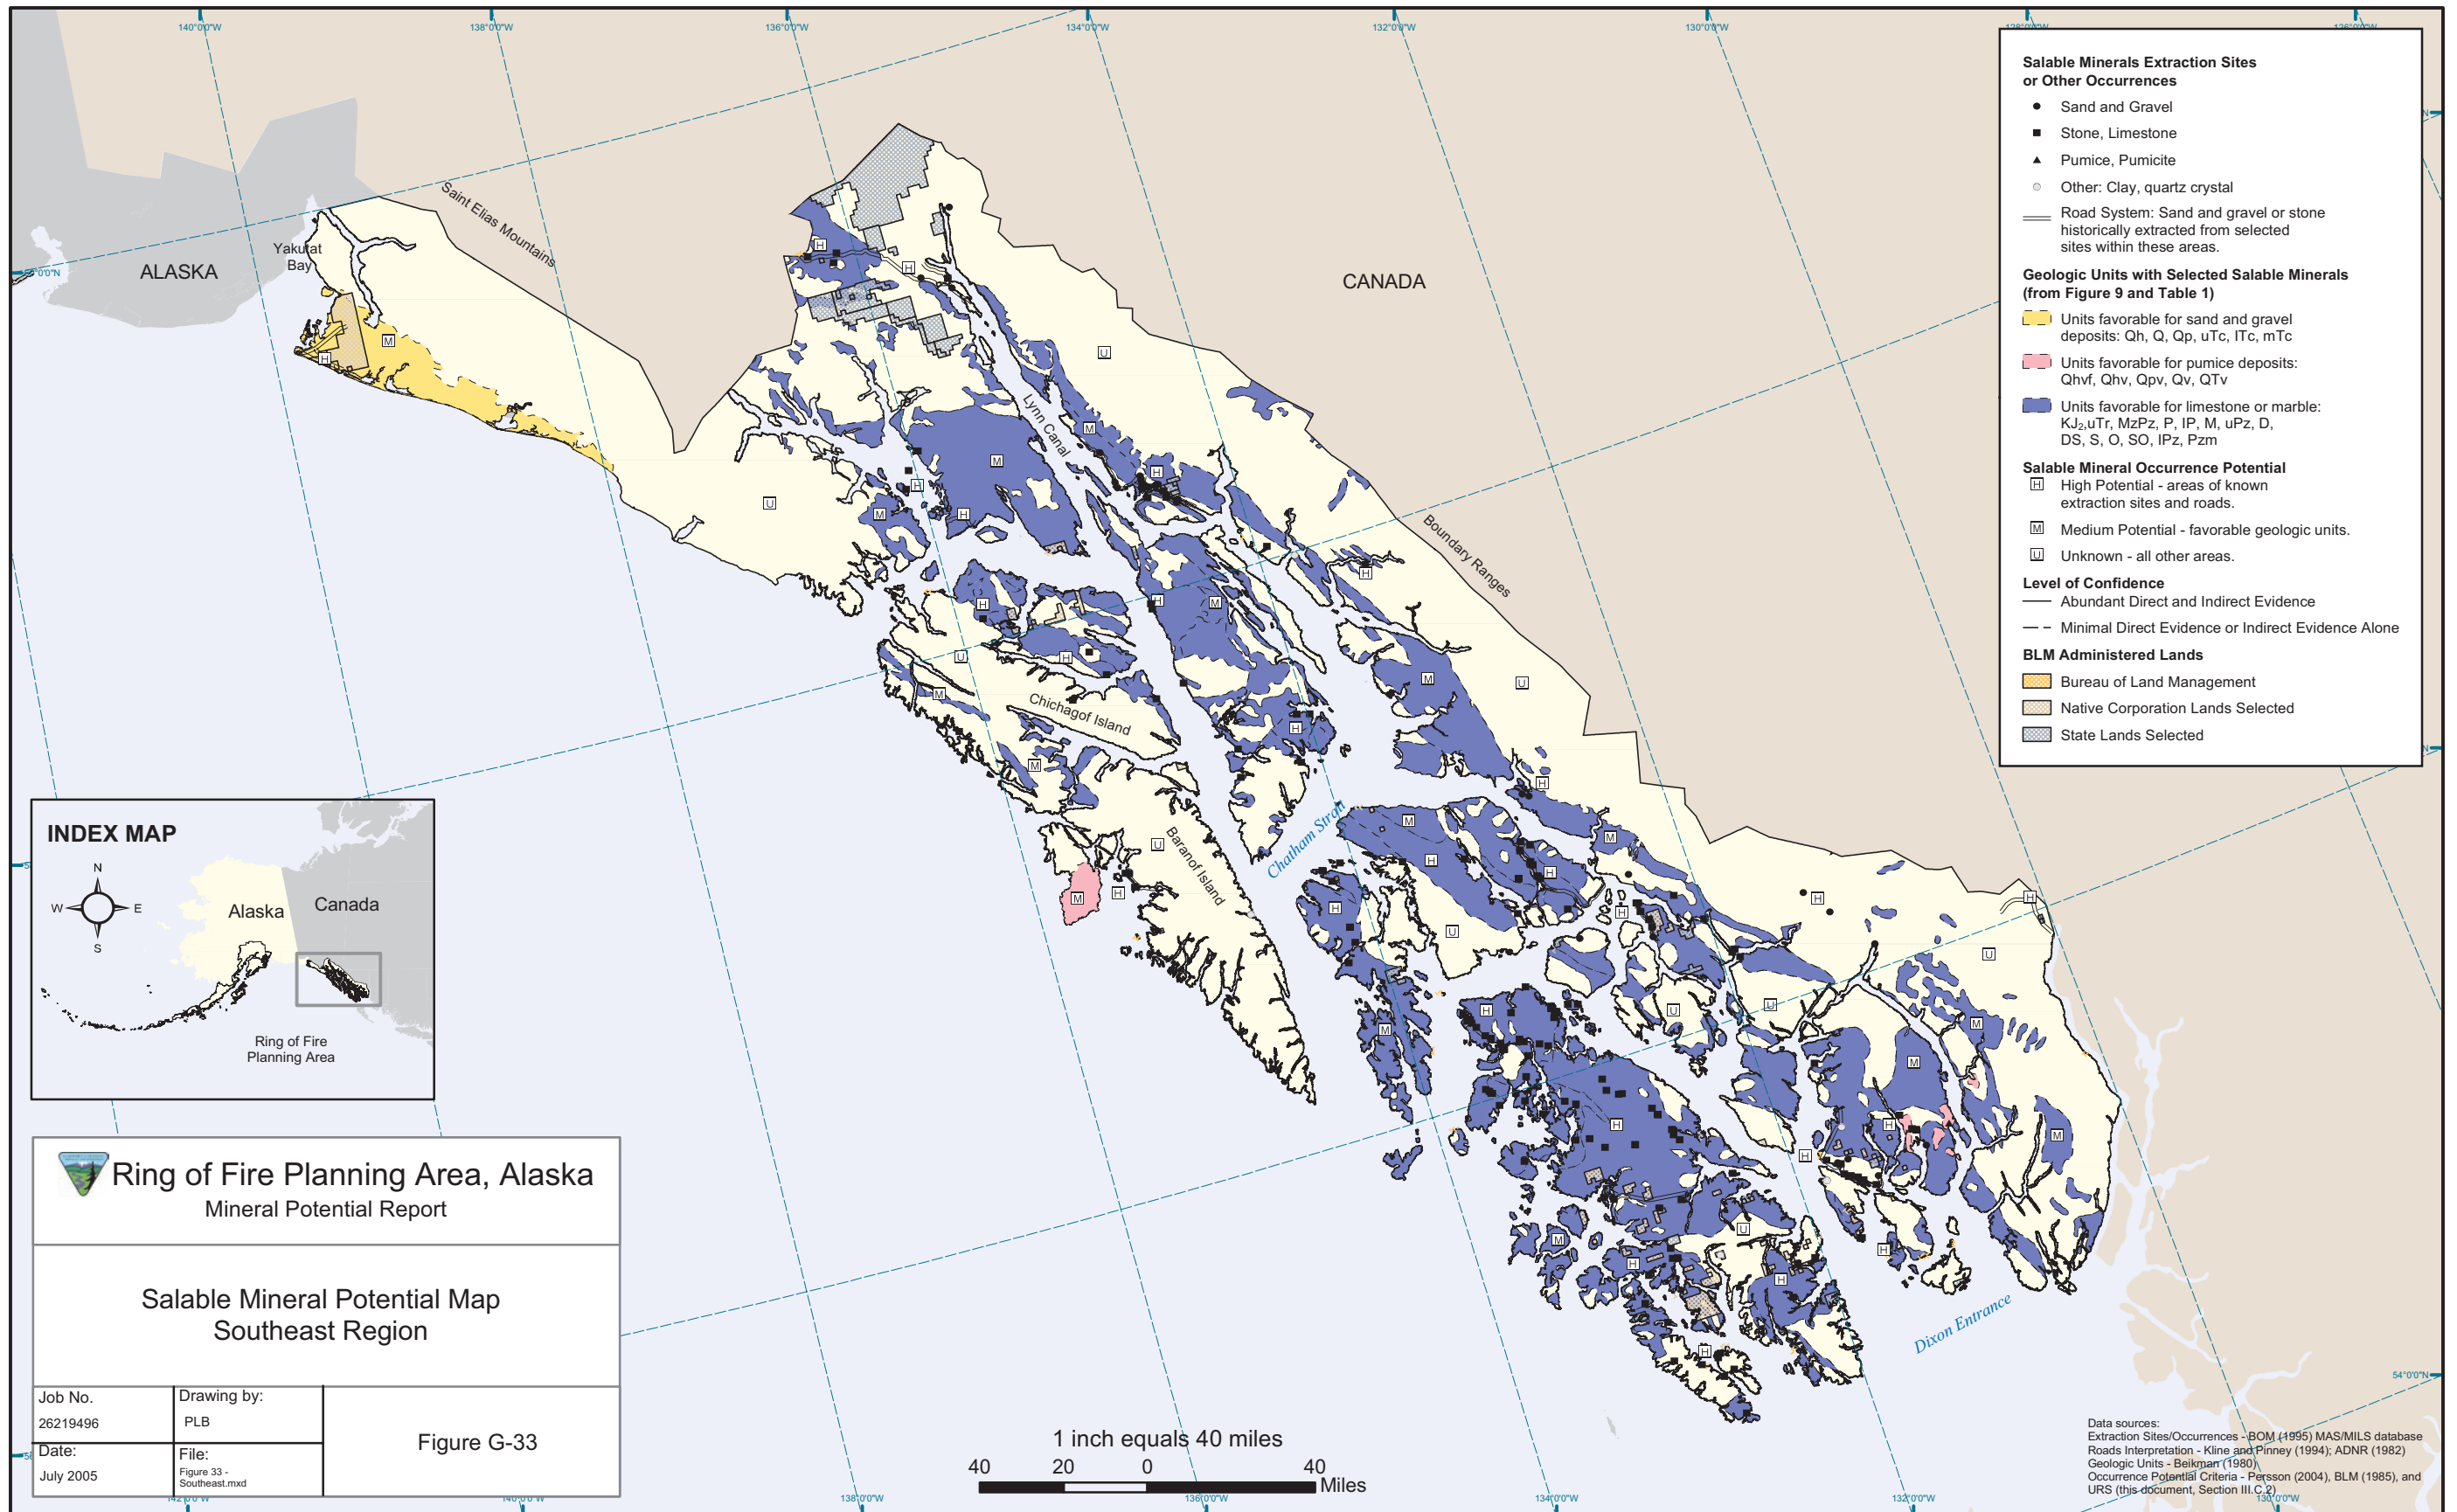 140°0'0"W
138°0'0"W
136°0'0"W
134°0'0"W
132°0'0"W
130°0'0"W
Salable Minerals Extraction Sites
or Other Occurrences
Sand and Gravel
Stone, Limestone
Pumice, Pumicite
Other: Clay, quartz crystal
Road System: Sand and gravel or stone
historically extracted from selected
sites within these areas.
Geologic Units with Selected Salable Minerals
(from Figure 9 and Table 1)
Units favorable for sand and gravel
deposits: Qh, Q, Qp, uTc, lTc, mTc
Units favorable for pumice deposits:
Qhvf, Qhv, Qpv, Qv, QTv
Units favorable for limestone or marble:
KJ2,uTr, MzPz, P, IP, M, uPz, D,
DS, S, O, SO, lPz, Pzm
Salable Mineral Occurrence Potential
H High Potential - areas of known
extraction sites and roads.
M Medium Potential - favorable geologic units.
U Unknown - all other areas.
Level of Confidence
Abundant Direct and Indirect Evidence
Minimal Direct Evidence or Indirect Evidence Alone
BLM Administered Lands
Bureau of Land Management
Native Corporation Lands Selected
State Lands Selected
Saint Elias Mountains
Yakutat
Bay
ALASKA
CANADA
Lynn Canal
Boundary Ranges
Chichagof Island
Baranof Island
Chatham Strait
Dixon Entrance
INDEX MAP
N
W
E
S
Alaska
Canada
Ring of Fire
Planning Area
Ring of Fire Planning Area, Alaska
Mineral Potential Report
Salable Mineral Potential Map
Southeast Region
Job No.
26219496
Drawing by:
PLB
Date:
July 2005
File:
Figure 33 -
Southeast.mxd
Figure G-33
1 inch equals 40 miles
40
20
0
40
Miles
54°0'0"N
Data sources:
Extraction Sites/Occurrences - BOM (1995) MAS/MILS database
Roads Interpretation - Kline and Pinney (1994); ADNR (1982)
Geologic Units - Beikman (1980)
Occurrence Potential Criteria - Persson (2004), BLM (1985), and
URS (this document, Section III.C.2)
138°0'0"W
136°0'0"W
134°0'0"W
132°0'0"W